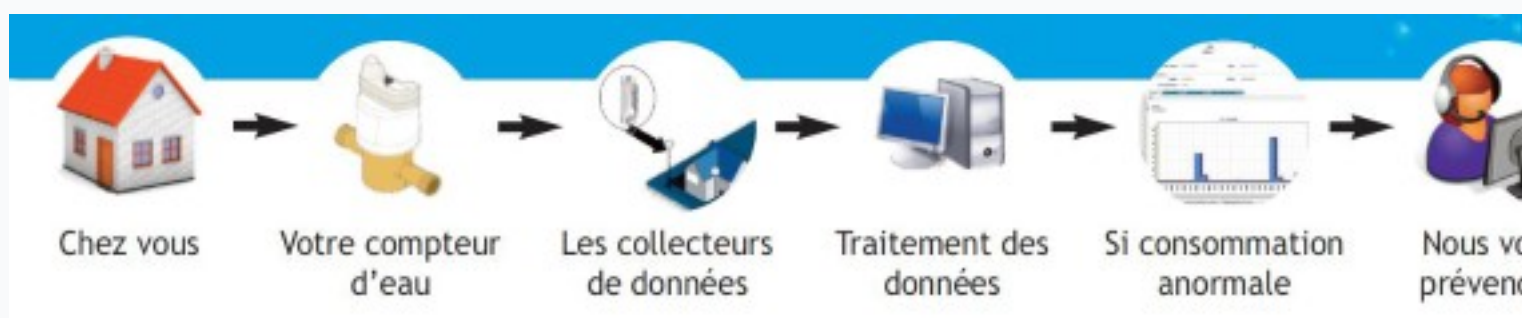 Chez vous
Votre compteur
d'eau
Les collecteurs
de données
Traitement des
données
Si consommation
anormale
Nous